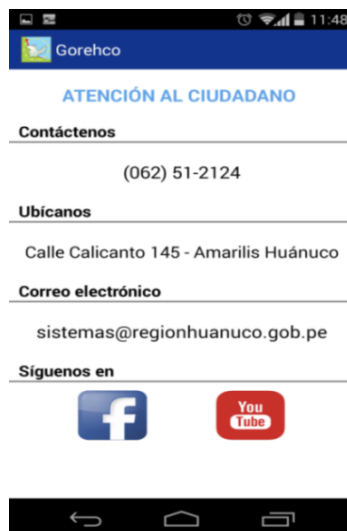 11:48
Gorehco
ATENCIÓN AL CIUDADANO
Contáctenos
(062) 51-2124
Ubícanos
Calle Calicanto 145 - Amarilis Huánuco
Correo electrónico
sistemas@regionhuanuco.gob.pe
Síguenos en
f
You
Tube